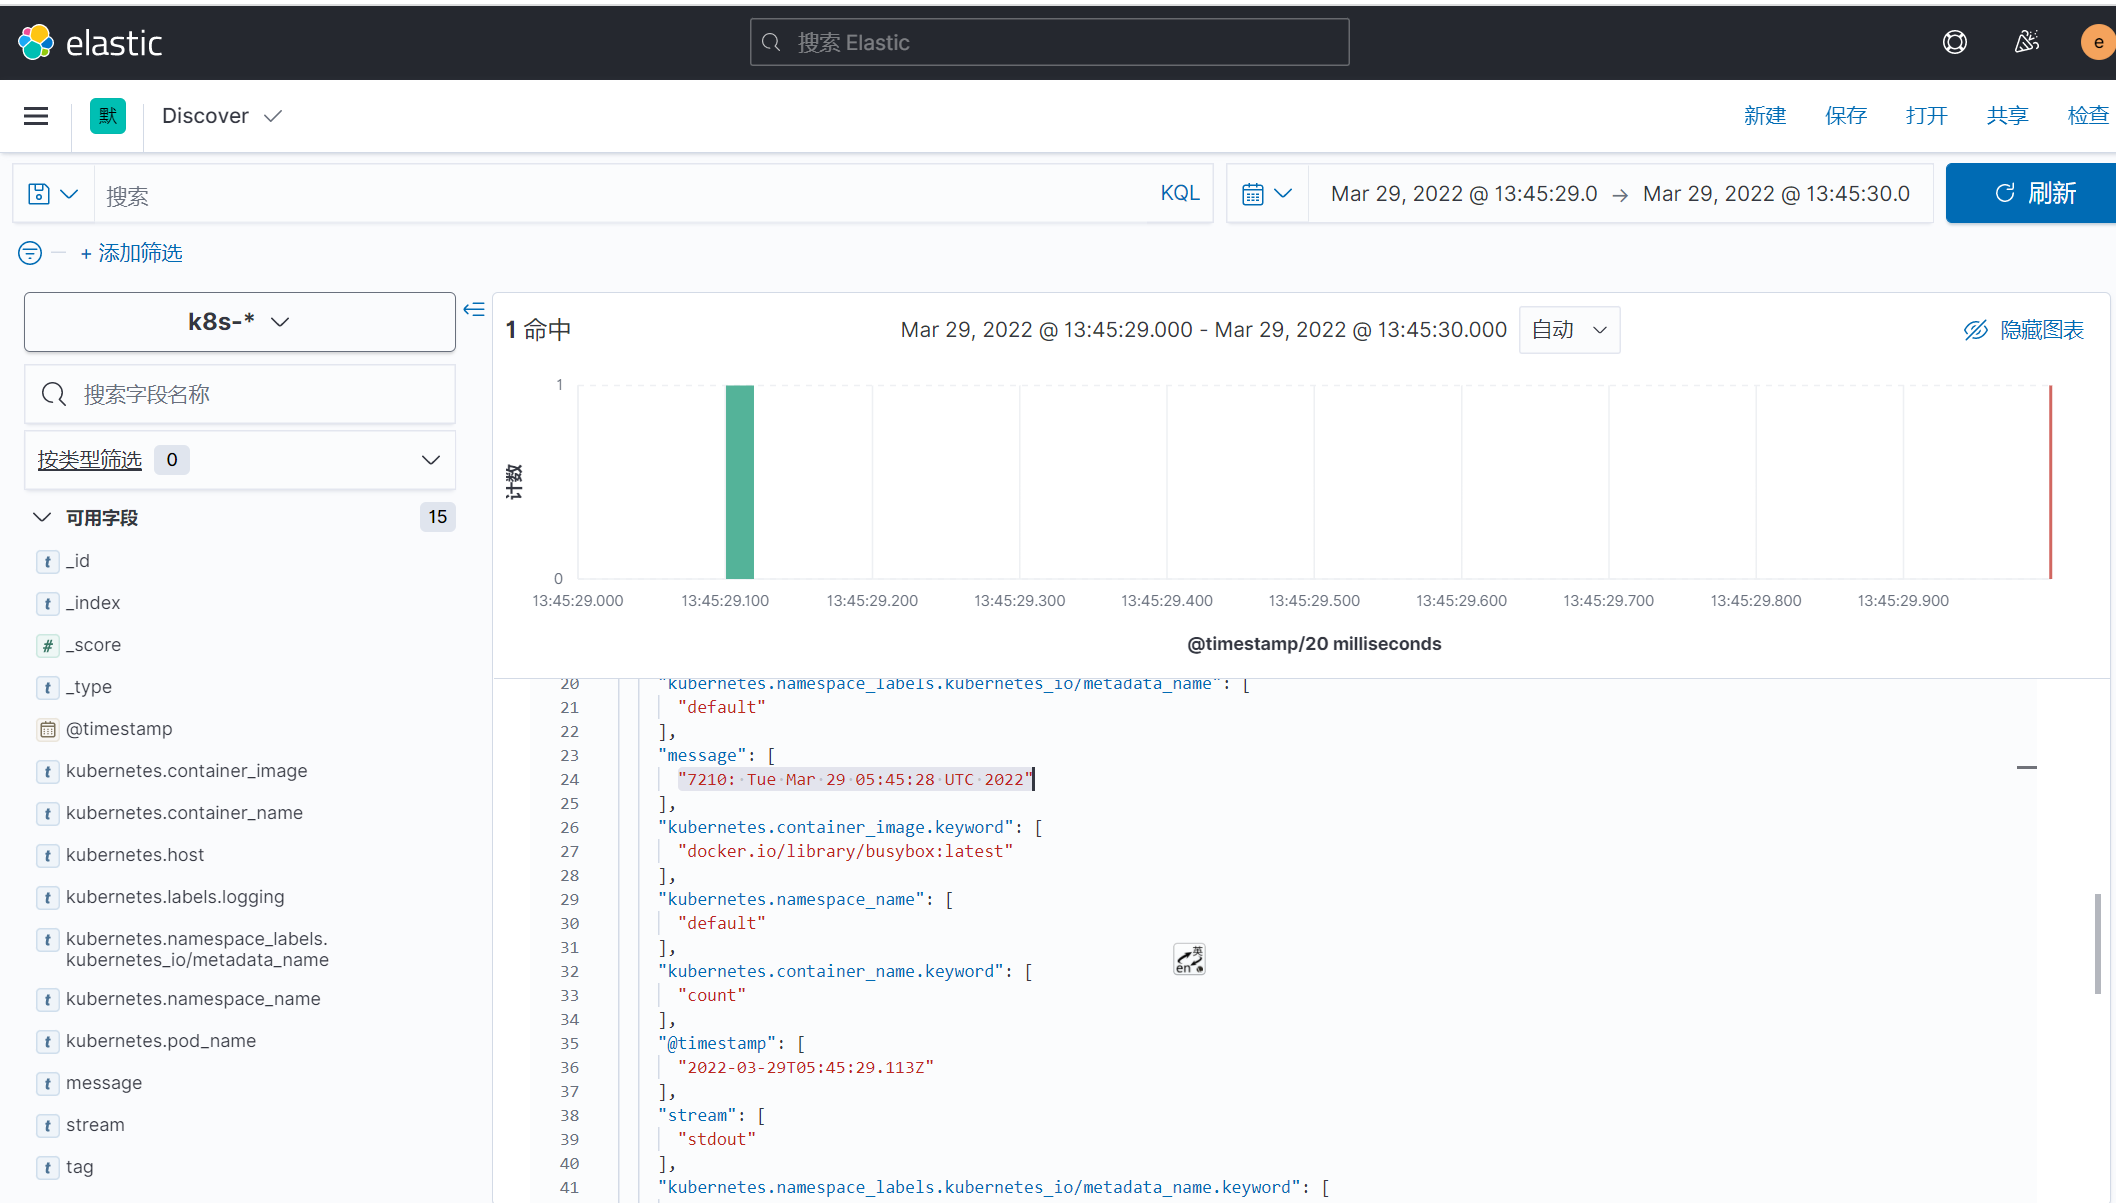 elastic
搜索 Elastic
e
默
Discover
新建
保存
打开
共享
检查
搜索
KQL
Mar 29, 2022 @ 13:45:29.0 → Mar 29, 2022 @ 13:45:30.0
刷新
+ 添加筛选
k8s-*
搜索字段名称
按类型筛选 0
可用字段 15
t _id
t _index
# _score
t _type
@timestamp
t kubernetes.container_image
t kubernetes.container_name
t kubernetes.host
t kubernetes.labels.logging
t kubernetes.namespace_labels.
kubernetes_io/metadata_name
t kubernetes.namespace_name
t kubernetes.pod_name
t message
t stream
t tag
1 命中
Mar 29, 2022 @ 13:45:29.000 - Mar 29, 2022 @ 13:45:30.000
自动
隐藏图表
计数
1
0
13:45:29.000 13:45:29.100 13:45:29.200 13:45:29.300 13:45:29.400 13:45:29.500 13:45:29.600 13:45:29.700 13:45:29.800 13:45:29.900
@timestamp/20 milliseconds
20 "kubernetes.namespace_labels.kubernetes_io/metadata_name": [
21 "default"
22 ],
23 "message": [
24 "7210: Tue Mar 29 05:45:28 UTC 2022"
25 ],
26 "kubernetes.container_image.keyword": [
27 "docker.io/library/busybox:latest"
28 ],
29 "kubernetes.namespace_name": [
30 "default"
31 ],
32 "kubernetes.container_name.keyword": [
33 "count"
34 ],
35 "@timestamp": [
36 "2022-03-29T05:45:29.113Z"
37 ],
38 "stream": [
39 "stdout"
40 ],
41 "kubernetes.namespace_labels.kubernetes_io/metadata_name.keyword": [
英
en